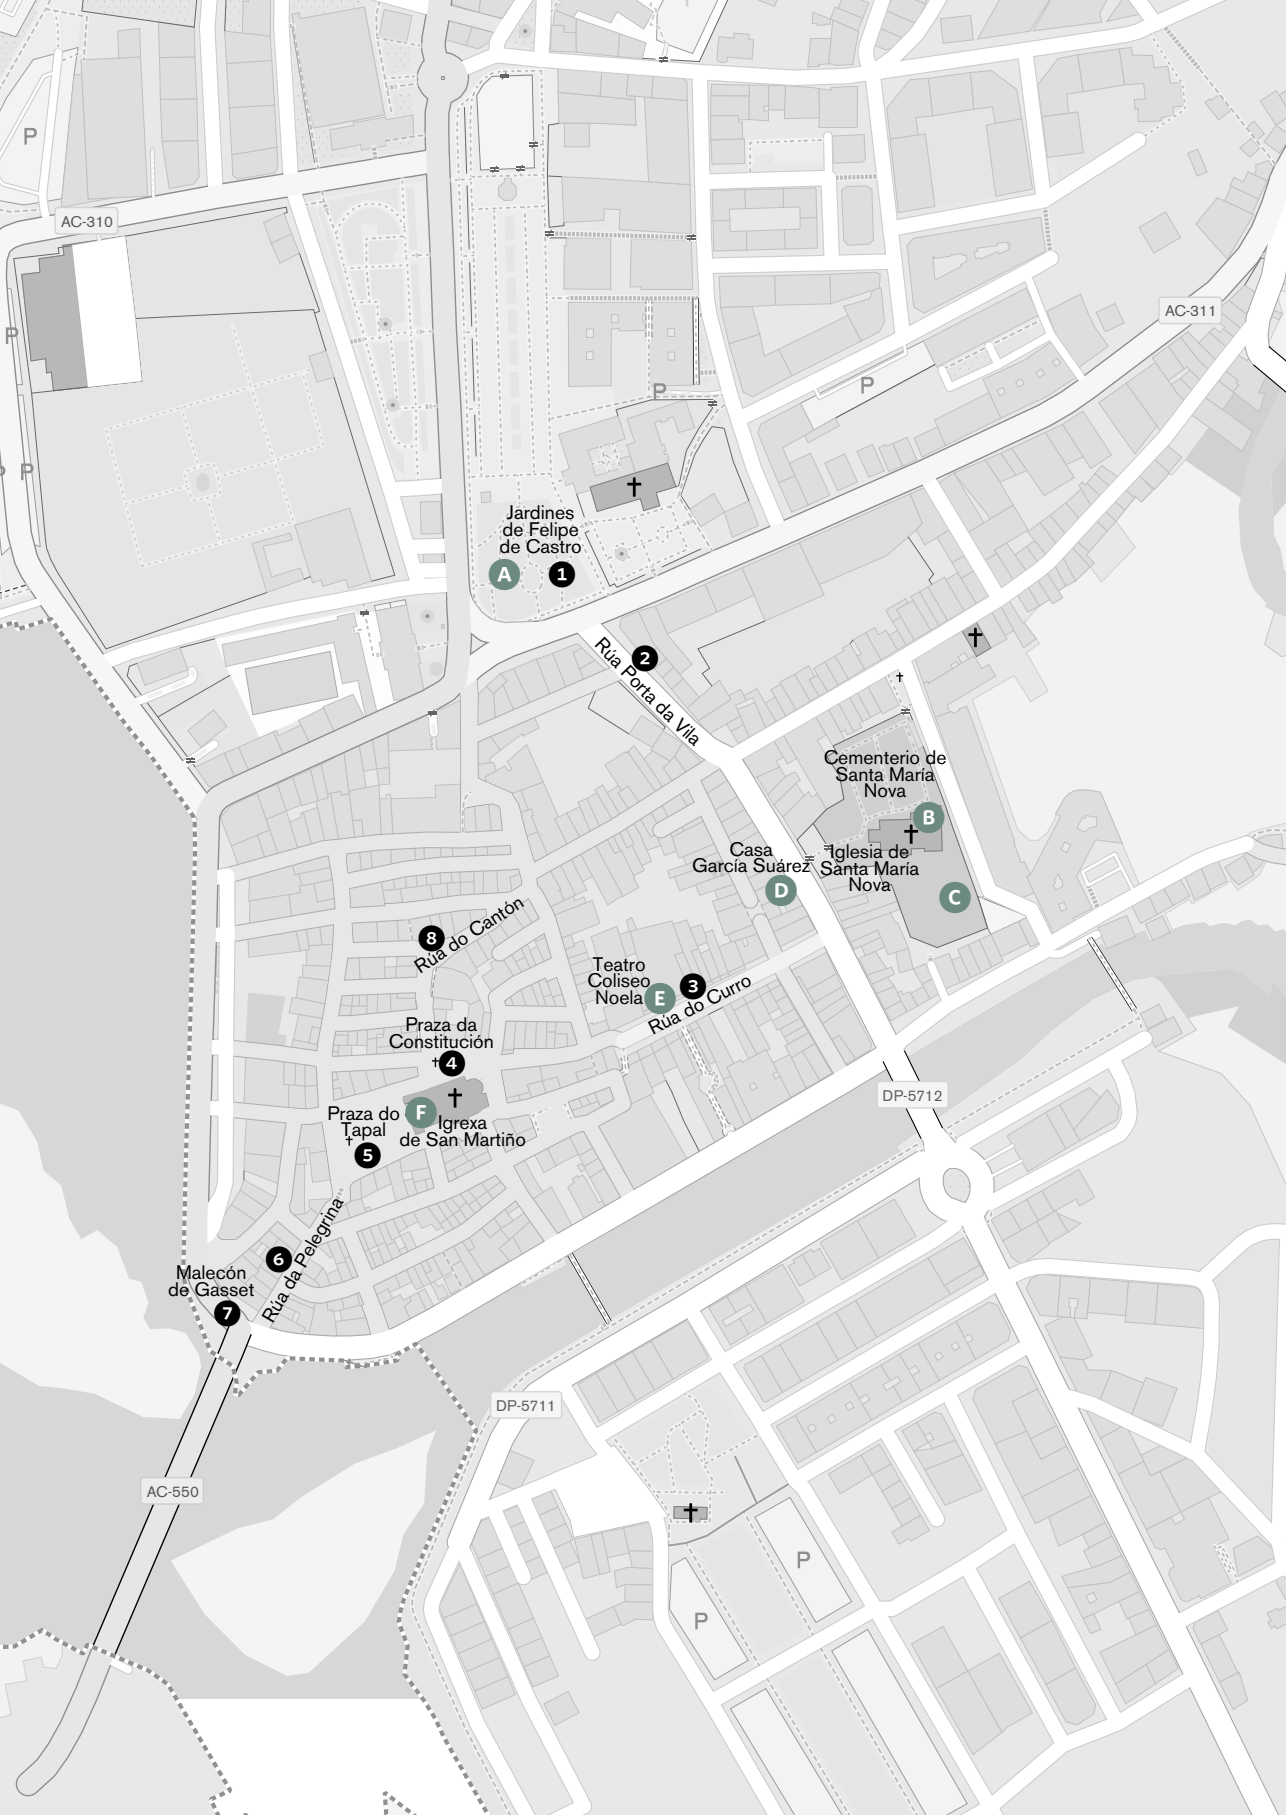 P
AC-310
P
P
P
P
P
AC-311
Jardines
de Felipe
de Castro
A
1
2
Rúa Porta da Vila
Cementerio de
Santa María
Nova
B
Iglesia de
Santa María
Nova
C
Casa
García Suárez
D
8
Rúa do Cantón
Teatro
Coliseo
Noela
E
3
Rúa do Curro
Praza da
Constitución
4
DP-5712
F
Praza do
Tapal
Igrexa
de San Martiño
5
Rúa da Pelegrina
6
Malecón
de Gasset
7
DP-5711
AC-550
P
P